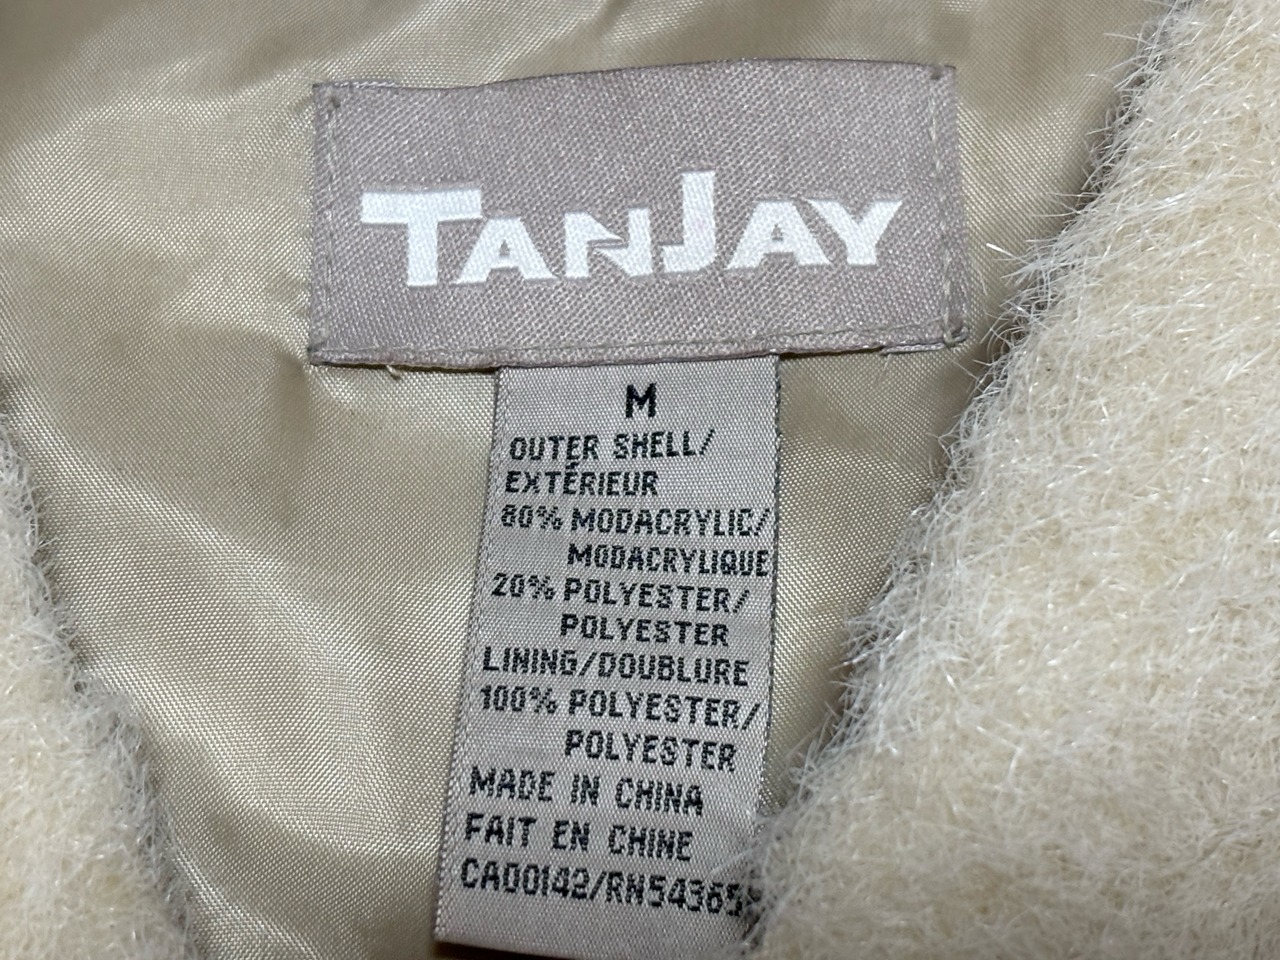 TANJAY
M
OUTER SHELL/
EXTÉRIEUR
80% MODACRYLIC/
MODACRYLIQUE
20% POLYESTER/
POLYESTER
LINING/DOUBLURE
100% POLYESTER/
POLYESTER
MADE IN CHINA
FAIT EN CHINE
CA00142/RN54365